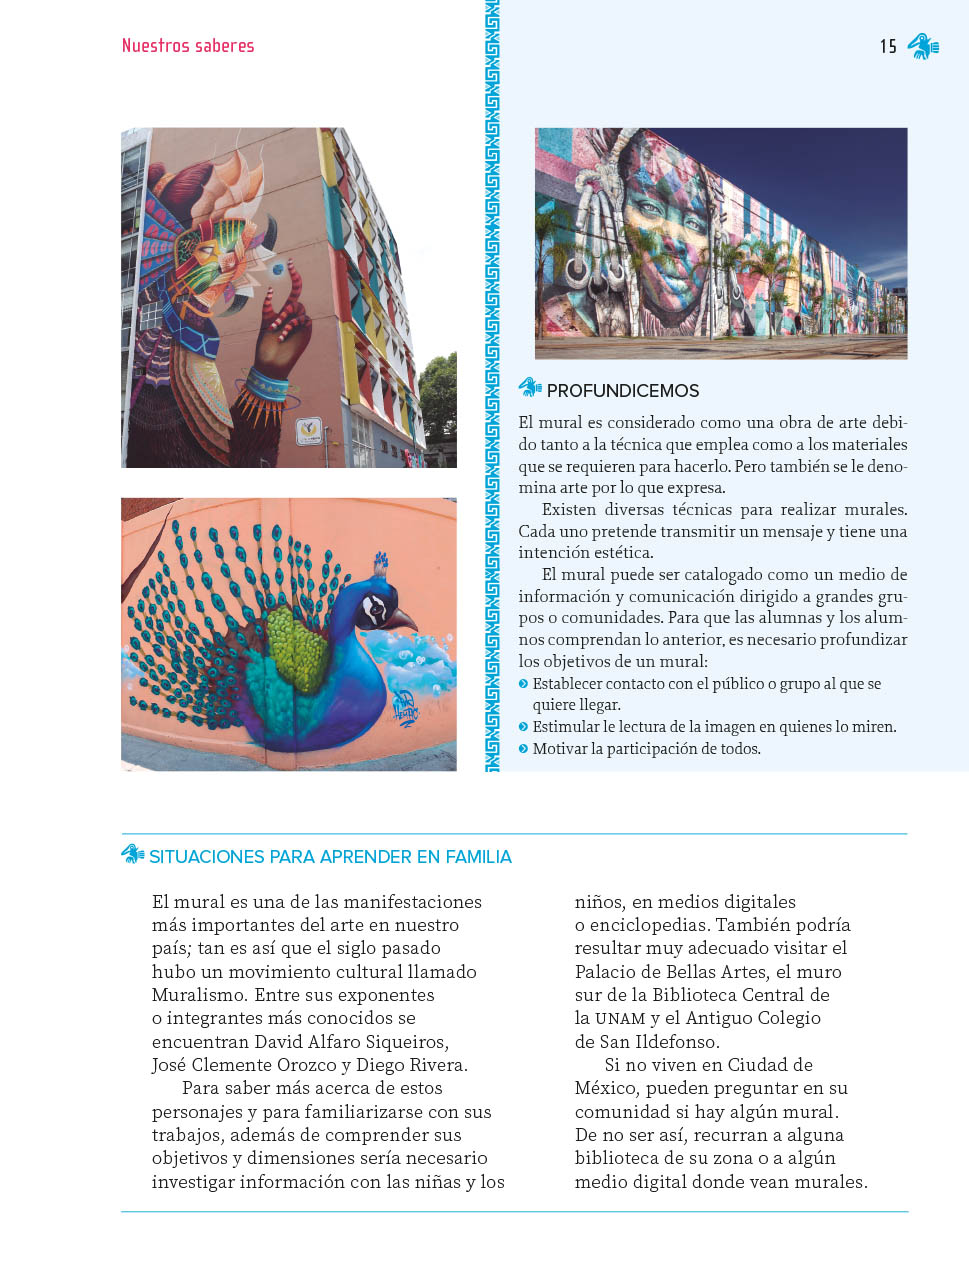 Nuestros saberes
15
PROFUNDICEMOS
El mural es considerado como una obra de arte debi-
do tanto a la técnica que emplea como a los materiales
que se requieren para hacerlo. Pero también se le deno-
mina arte por lo que expresa.
Existen diversas técnicas para realizar murales.
Cada uno pretende transmitir un mensaje y tiene una
intención estética.
El mural puede ser catalogado como un medio de
información y comunicación dirigido a grandes gru-
pos o comunidades. Para que las alumnas y los alum-
nos comprendan lo anterior, es necesario profundizar
los objetivos de un mural:
Establecer contacto con el público o grupo al que se
quiere llegar.
Estimular le lectura de la imagen en quienes lo miren.
Motivar la participación de todos.
SITUACIONES PARA APRENDER EN FAMILIA
El mural es una de las manifestaciones
más importantes del arte en nuestro
país; tan es así que el siglo pasado
hubo un movimiento cultural llamado
Muralismo. Entre sus exponentes
o integrantes más conocidos se
encuentran David Alfaro Siqueiros,
José Clemente Orozco y Diego Rivera.
Para saber más acerca de estos
personajes y para familiarizarse con sus
trabajos, además de comprender sus
objetivos y dimensiones sería necesario
investigar información con las niñas y los
niños, en medios digitales
o enciclopedias. También podría
resultar muy adecuado visitar el
Palacio de Bellas Artes, el muro
sur de la Biblioteca Central de
la UNAM y el Antiguo Colegio
de San Ildefonso.
Si no viven en Ciudad de
México, pueden preguntar en su
comunidad si hay algún mural.
De no ser así, recurran a alguna
biblioteca de su zona o a algún
medio digital donde vean murales.